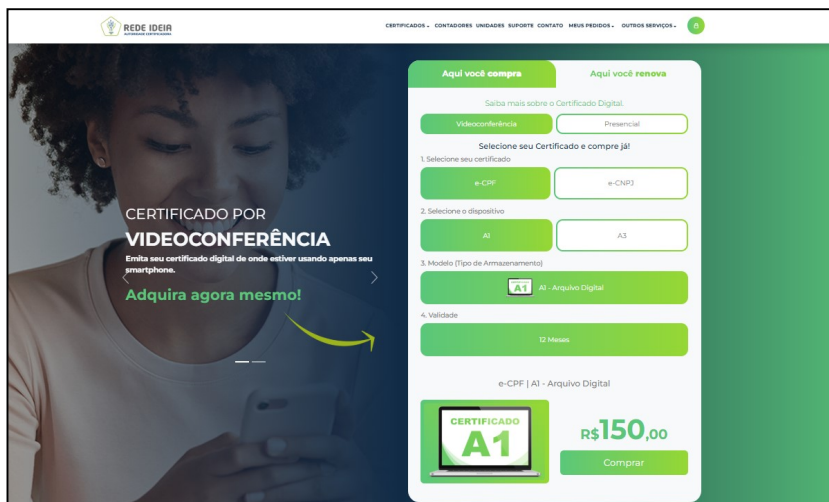 REDE IDEIA
AUTORIDADE CERTIFICADORA
CERTIFICADOS CONTADORES UNIDADES SUPORTE CONTATO MEUS PEDIDOS OUTROS SERVIÇOS
Aqui você compra
Aqui você renova
Saiba mais sobre o Certificado Digital.
Videoconferência
Presencial
Selecione seu Certificado e compre já!
1. Selecione seu certificado
e-CPF
e-CNPJ
2. Selecione o dispositivo
A1
A3
3. Modelo (Tipo de Armazenamento)
A1
A1 - Arquivo Digital
4. Validade
12 Meses
e-CPF | A1 - Arquivo Digital
CERTIFICADO
A1
R$150,00
Comprar
CERTIFICADO POR
VIDEOCONFERÊNCIA
Emita seu certificado digital de onde estiver usando apenas seu
smartphone.
Adquira agora mesmo!